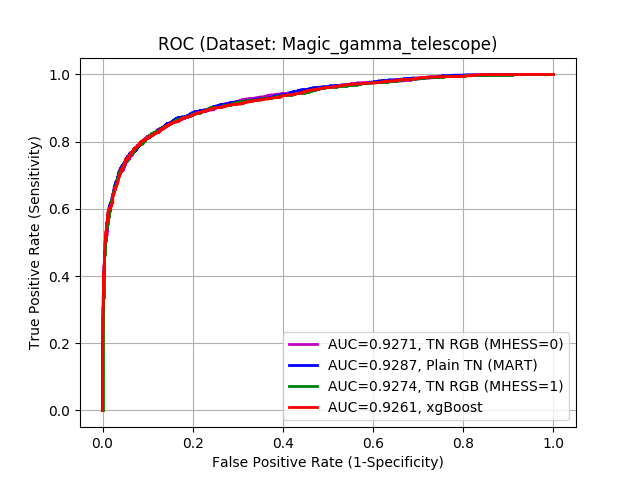 ROC (Dataset: Magic_gamma_telescope)
True Positive Rate (Sensitivity)
1.0
0.8
0.6
0.4
0.2
0.0
AUC=0.9271, TN RGB (MHESS=0)
AUC=0.9287, Plain TN (MART)
AUC=0.9274, TN RGB (MHESS=1)
AUC=0.9261, xgBoost
0.0 0.2 0.4 0.6 0.8 1.0
False Positive Rate (1-Specificity)